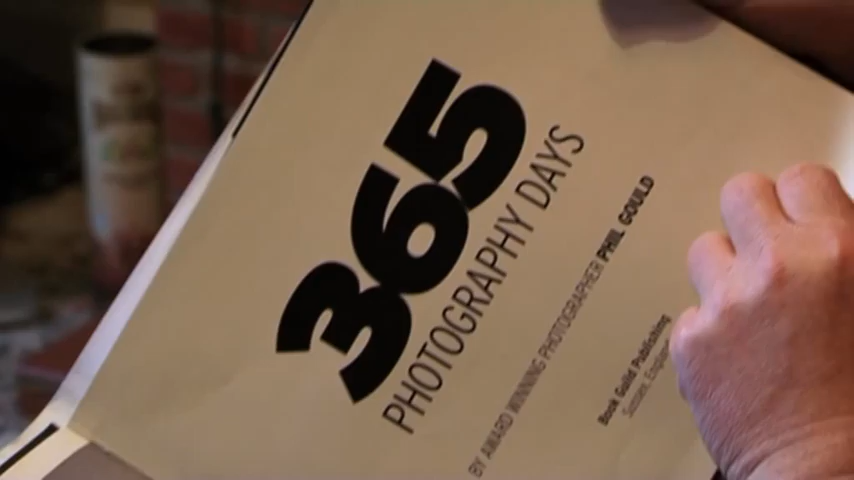 365
PHOTOGRAPHY DAYS
BY AWARD WINNING PHOTOGRAPHER PHIL GOULD
Book Guild Publishing
Sussex, England